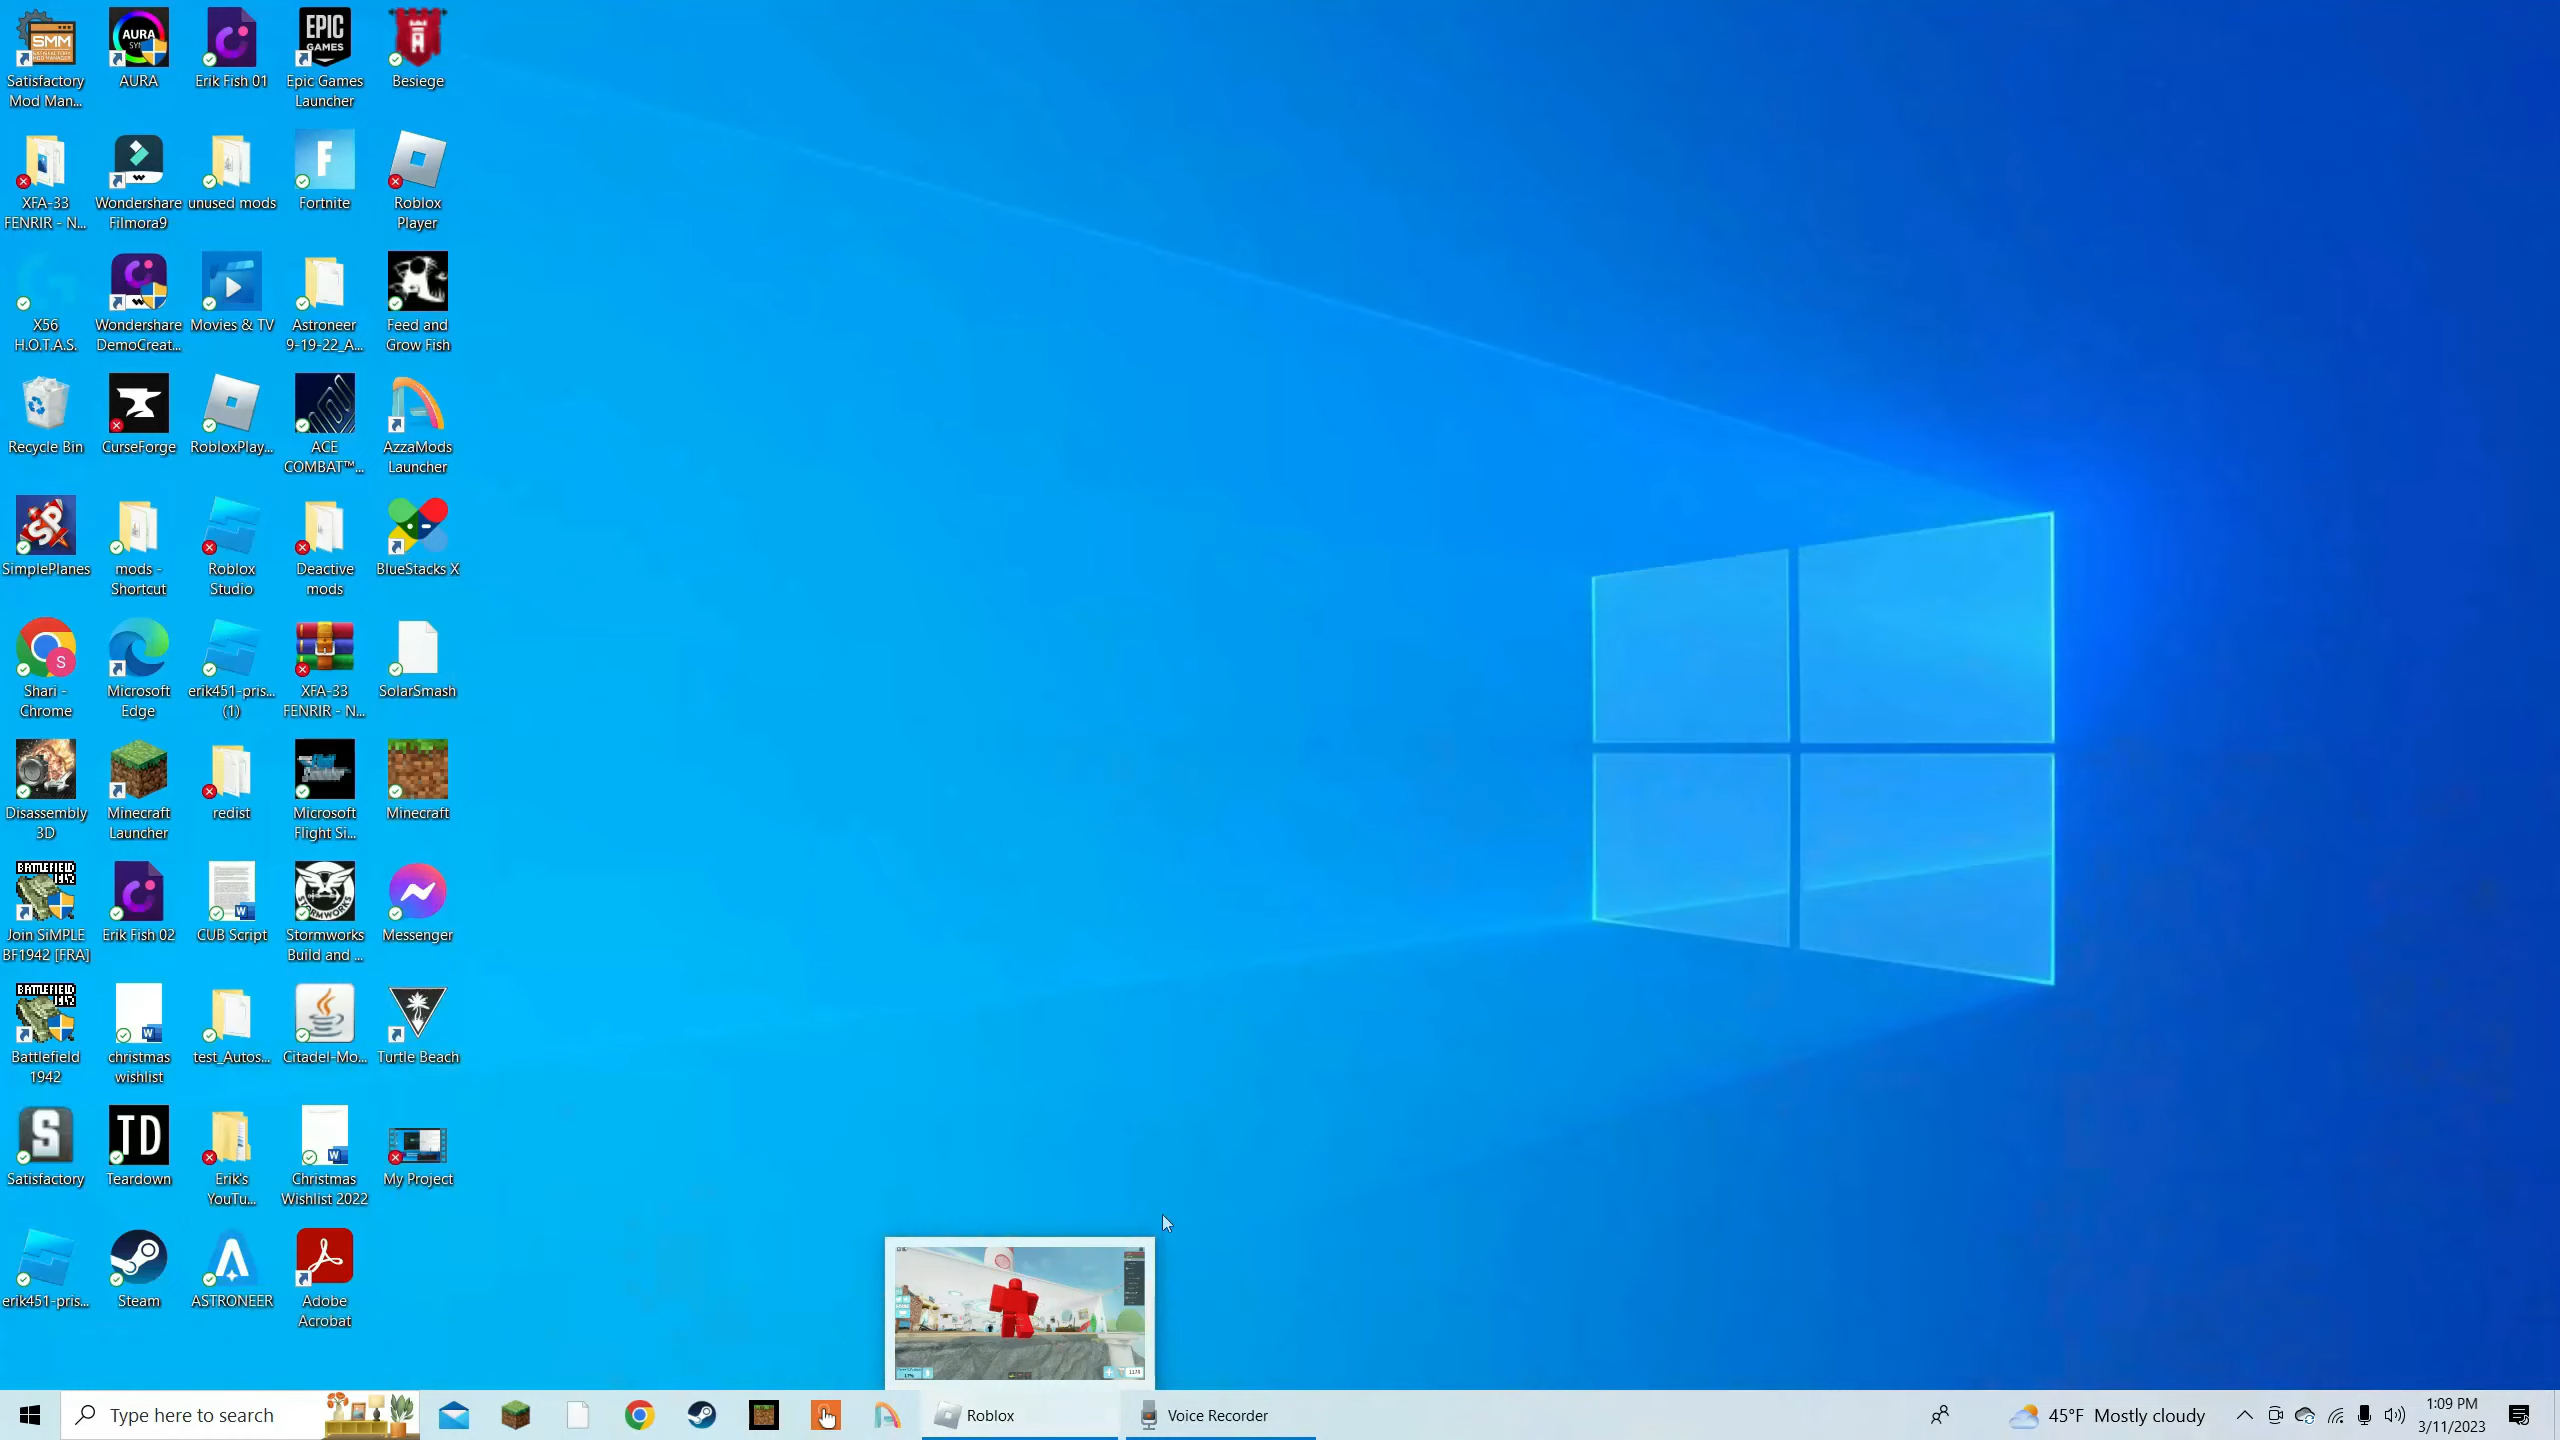 Satisfactory
Mod Man...
AURA
Erik Fish 01
Epic Games
Launcher
Besiege
XFA-33
FENRIR - N...
Wondershare
Filmora9
unused mods
Fortnite
Roblox
Player
X56
H.O.T.A.S.
Wondershare
DemoCreat...
Movies & TV
Astroneer
9-19-22_A...
Feed and
Grow Fish
Recycle Bin
CurseForge
RobloxPlay...
ACE
COMBAT™...
AzzaMods
Launcher
SimplePlanes
mods -
Shortcut
Roblox
Studio
Deactive
mods
BlueStacks X
Shari -
Chrome
Microsoft
Edge
erik451-pris...
(1)
XFA-33
FENRIR - N...
SolarSmash
Disassembly
3D
Minecraft
Launcher
redist
Microsoft
Flight Si...
Minecraft
Join SiMPLE
BF1942 [FRA]
Erik Fish 02
CUB Script
Stormworks
Build and ...
Messenger
Battlefield
1942
christmas
wishlist
test_Autos...
Citadel-Mo...
Turtle Beach
Satisfactory
Teardown
Erik's
YouTu...
Christmas
Wishlist 2022
My Project
erik451-pris...
Steam
ASTRONEER
Adobe
Acrobat
Type here to search
Roblox
Voice Recorder
45°F Mostly cloudy
1:09 PM
3/11/2023